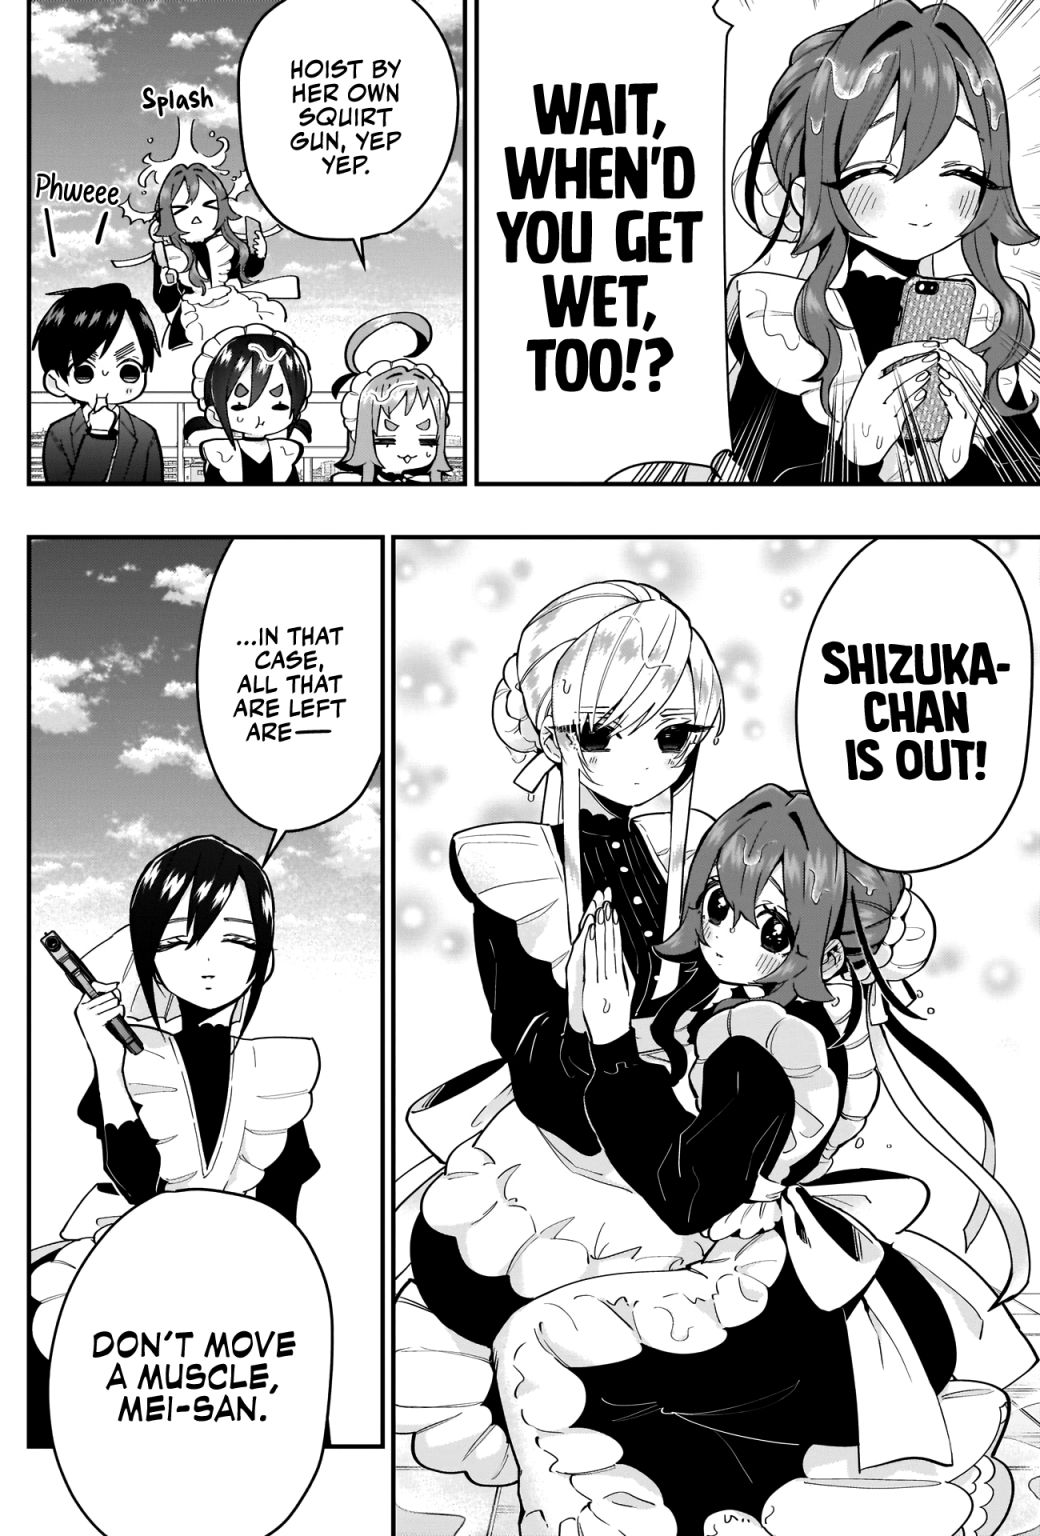 WAIT,
WHEN'D
YOU GET
WET,
TOO!?
HOIST BY
HER OWN
SQUIRT
GUN, YEP
YEP.
Splash
Phweee
SHIZUKA-
CHAN
IS OUT!
...IN THAT
CASE,
ALL THAT
ARE LEFT
ARE——
DON'T MOVE
A MUSCLE,
MEI-SAN.